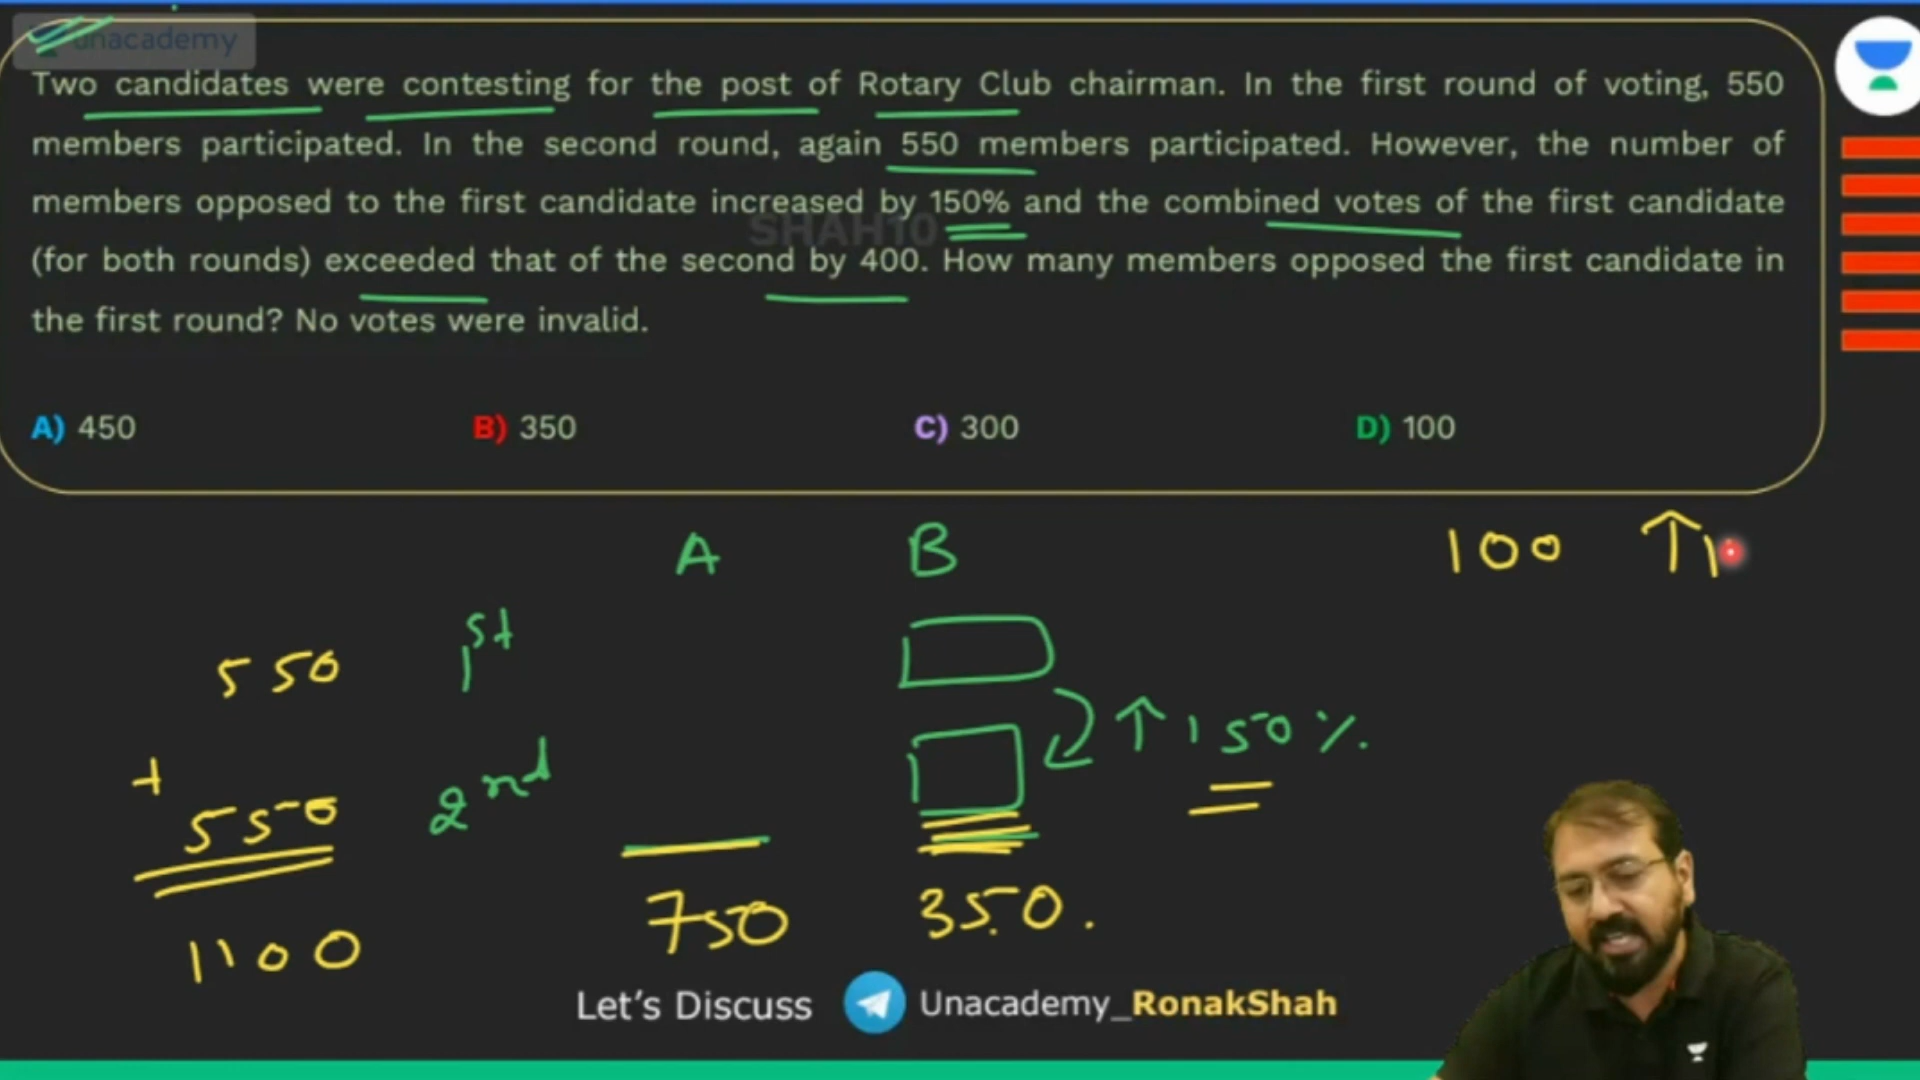 unacademy
Two candidates were contesting for the post of Rotary Club chairman. In the first round of voting, 550
members participated. In the second round, again 550 members participated. However, the number of
members opposed to the first candidate increased by 150% and the combined votes of the first candidate
SHAH10
(for both rounds) exceeded that of the second by 400. How many members opposed the first candidate in
the first round? No votes were invalid.
A) 450 B) 350 C) 300 D) 100
A B 100 ↑1
550 1st
↑150%
+ 550 2nd
750 350.
1100
Let's Discuss Unacademy_RonakShah